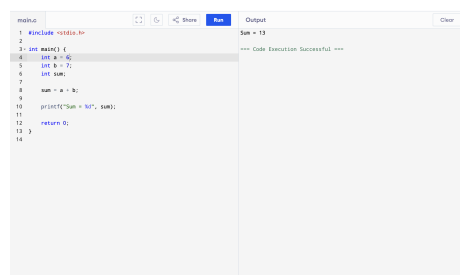 main.c Share Run Output Clear
1 #include <stdio.h>
2
3 int main() {
4 int a = 6;
5 int b = 7;
6 int sum;
7
8 sum = a + b;
9
10 printf("Sum = %d", sum);
11
12 return 0;
13 }
14
Sum = 13
=== Code Execution Successful ===